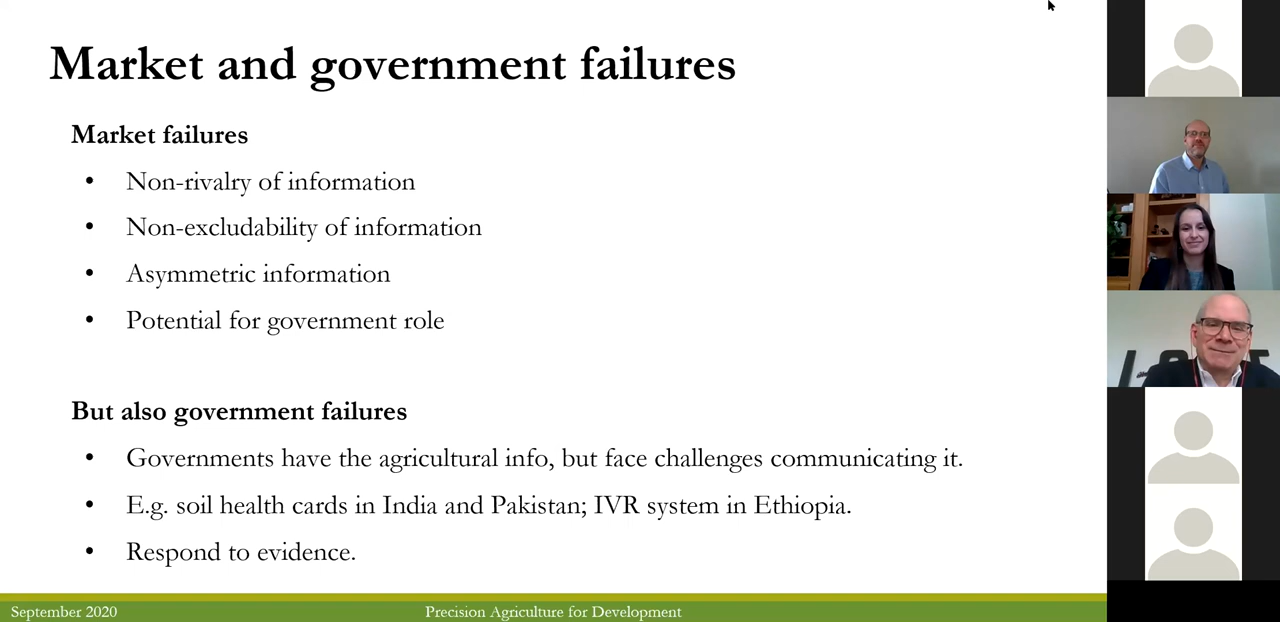 Market and government failures
Market failures
• Non-rivalry of information
• Non-excludability of information
• Asymmetric information
• Potential for government role
But also government failures
• Governments have the agricultural info, but face challenges communicating it.
• E.g. soil health cards in India and Pakistan; IVR system in Ethiopia.
• Respond to evidence.
September 2020
Precision Agriculture for Development